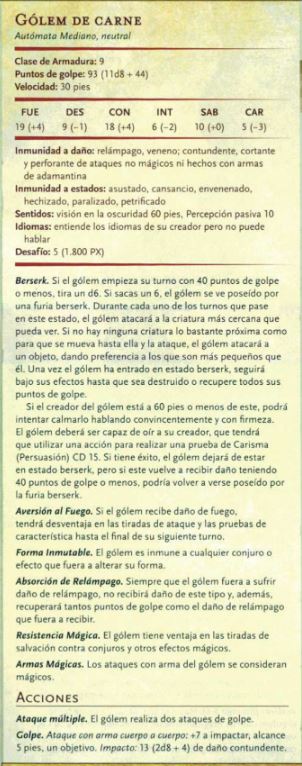 GÓLEM DE CARNE
Autómata Mediano, neutral
Clase de Armadura: 9
Puntos de golpe: 93 (11d8 + 44)
Velocidad: 30 pies
FUE DES CON INT SAB CAR
19 (+4) 9 (−1) 18 (+4) 6 (−2) 10 (+0) 5 (−3)
Inmunidad a daño: relámpago, veneno; contundente, cortante
y perforante de ataques no mágicos ni hechos con armas
de adamantina
Inmunidad a estados: asustado, cansancio, envenenado,
hechizado, paralizado, petrificado
Sentidos: visión en la oscuridad 60 pies, Percepción pasiva 10
Idiomas: entiende los idiomas de su creador pero no puede
hablar
Desafío: 5 (1.800 PX)
Berserk. Si el gólem empieza su turno con 40 puntos de golpe
o menos, tira un d6. Si sacas un 6, el gólem se ve poseído por
una furia berserk. Durante cada uno de los turnos que pase
en este estado, el gólem atacará a la criatura más cercana que
pueda ver. Si no hay ninguna criatura lo bastante próxima como
para que se mueva hasta ella y la ataque, el gólem atacará a
un objeto, dando preferencia a los que son más pequeños que
él. Una vez el gólem ha entrado en estado berserk, seguirá
bajo sus efectos hasta que sea destruido o recupere todos sus
puntos de golpe.
Si el creador del gólem está a 60 pies o menos de este, podrá
intentar calmarlo hablando convincentemente y con firmeza.
El gólem deberá ser capaz de oír a su creador, que tendrá
que utilizar una acción para realizar una prueba de Carisma
(Persuasión) CD 15. Si tiene éxito, el gólem dejará de estar
en estado berserk, pero si este vuelve a recibir daño teniendo
40 puntos de golpe o menos, podría volver a verse poseído por
la furia berserk.
Aversión al Fuego. Si el gólem recibe daño de fuego,
tendrá desventaja en las tiradas de ataque y las pruebas de
característica hasta el final de su siguiente turno.
Forma Inmutable. El gólem es inmune a cualquier conjuro o
efecto que fuera a alterar su forma.
Absorción de Relámpago. Siempre que el gólem fuera a sufrir
daño de relámpago, no recibirá daño de este tipo y, además,
recuperará tantos puntos de golpe como el daño de relámpago
que fuera a recibir.
Resistencia Mágica. El gólem tiene ventaja en las tiradas de
salvación contra conjuros y otros efectos mágicos.
Armas Mágicas. Los ataques con arma del gólem se consideran
mágicos.
ACCIONES
Ataque múltiple. El gólem realiza dos ataques de golpe.
Golpe. Ataque con arma cuerpo a cuerpo: +7 a impactar, alcance
5 pies, un objetivo. Impacto: 13 (2d8 + 4) de daño contundente.